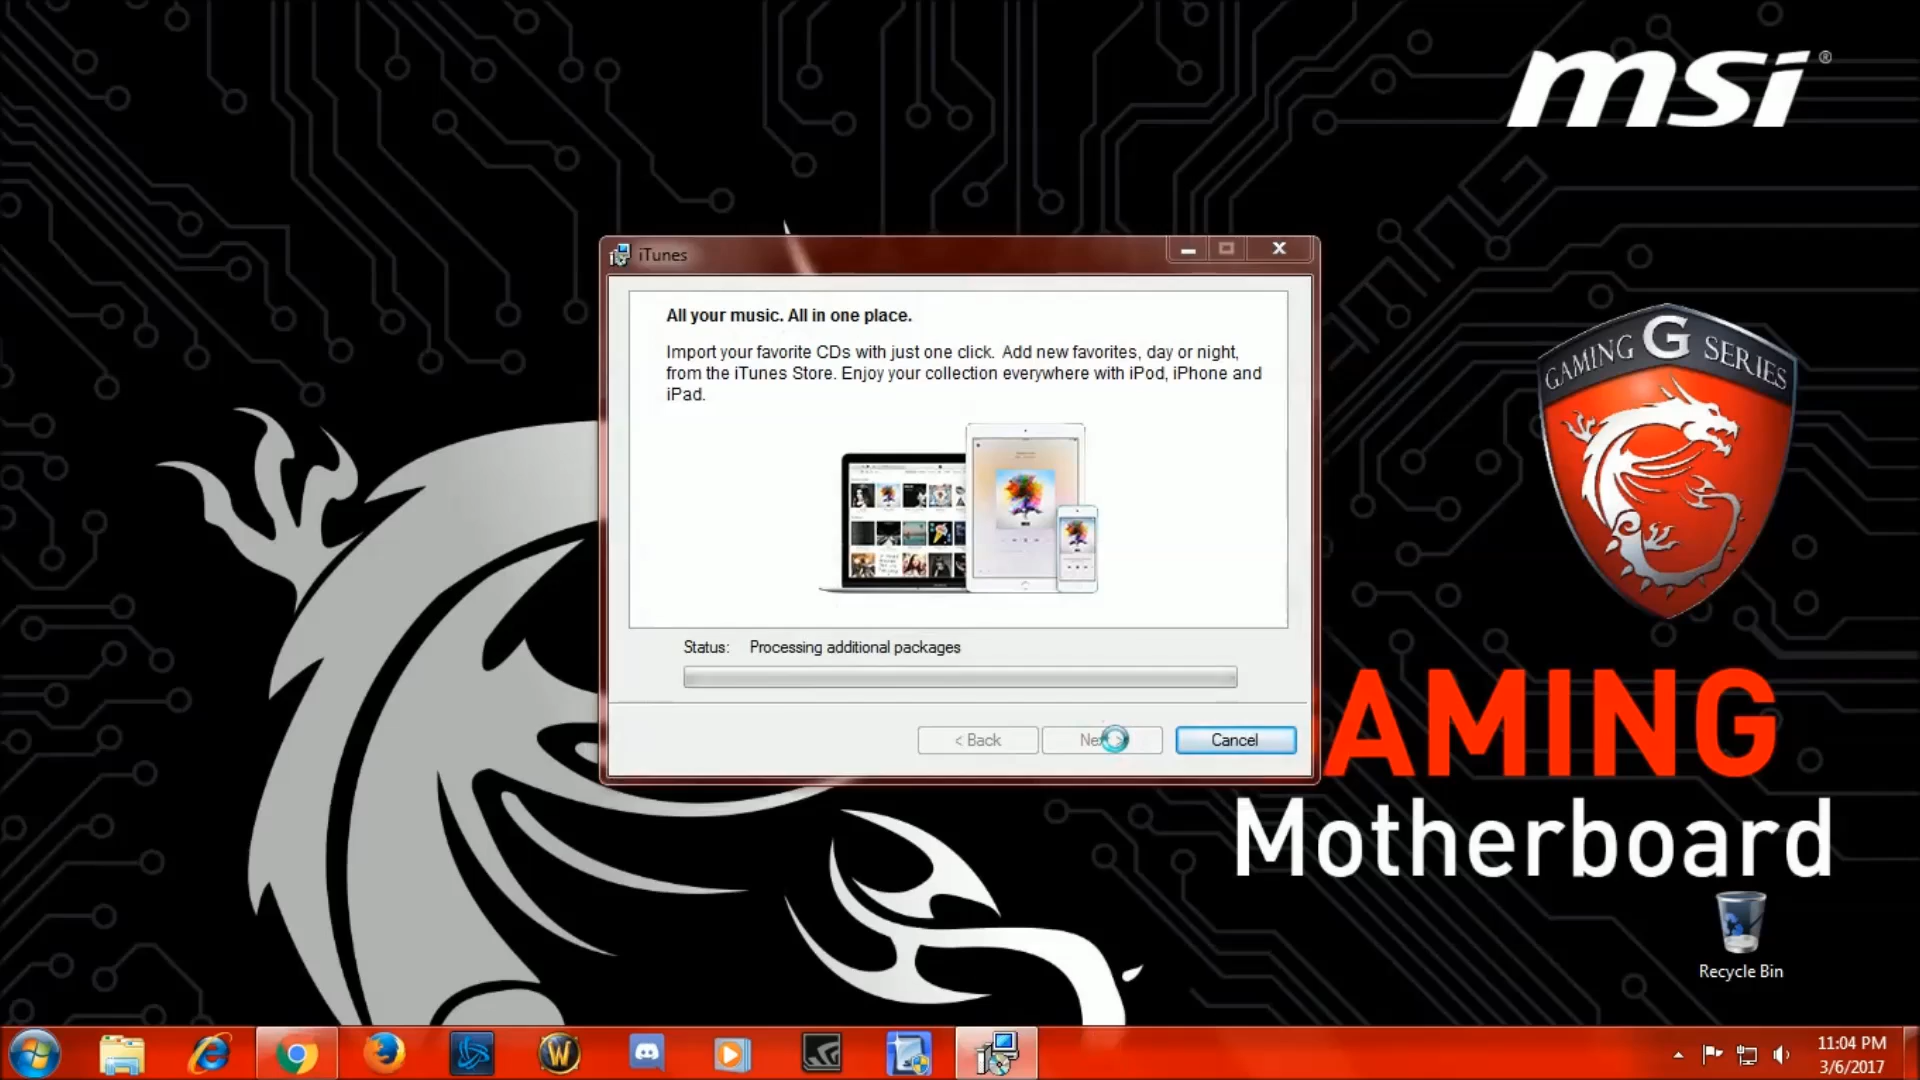 msi®
iTunes
All your music. All in one place.
Import your favorite CDs with just one click. Add new favorites, day or night,
from the iTunes Store. Enjoy your collection everywhere with iPod, iPhone and
iPad.
GAMING G SERIES
Status: Processing additional packages
< Back
Cancel
AMING
Motherboard
Recycle Bin
11:04 PM
3/6/2017